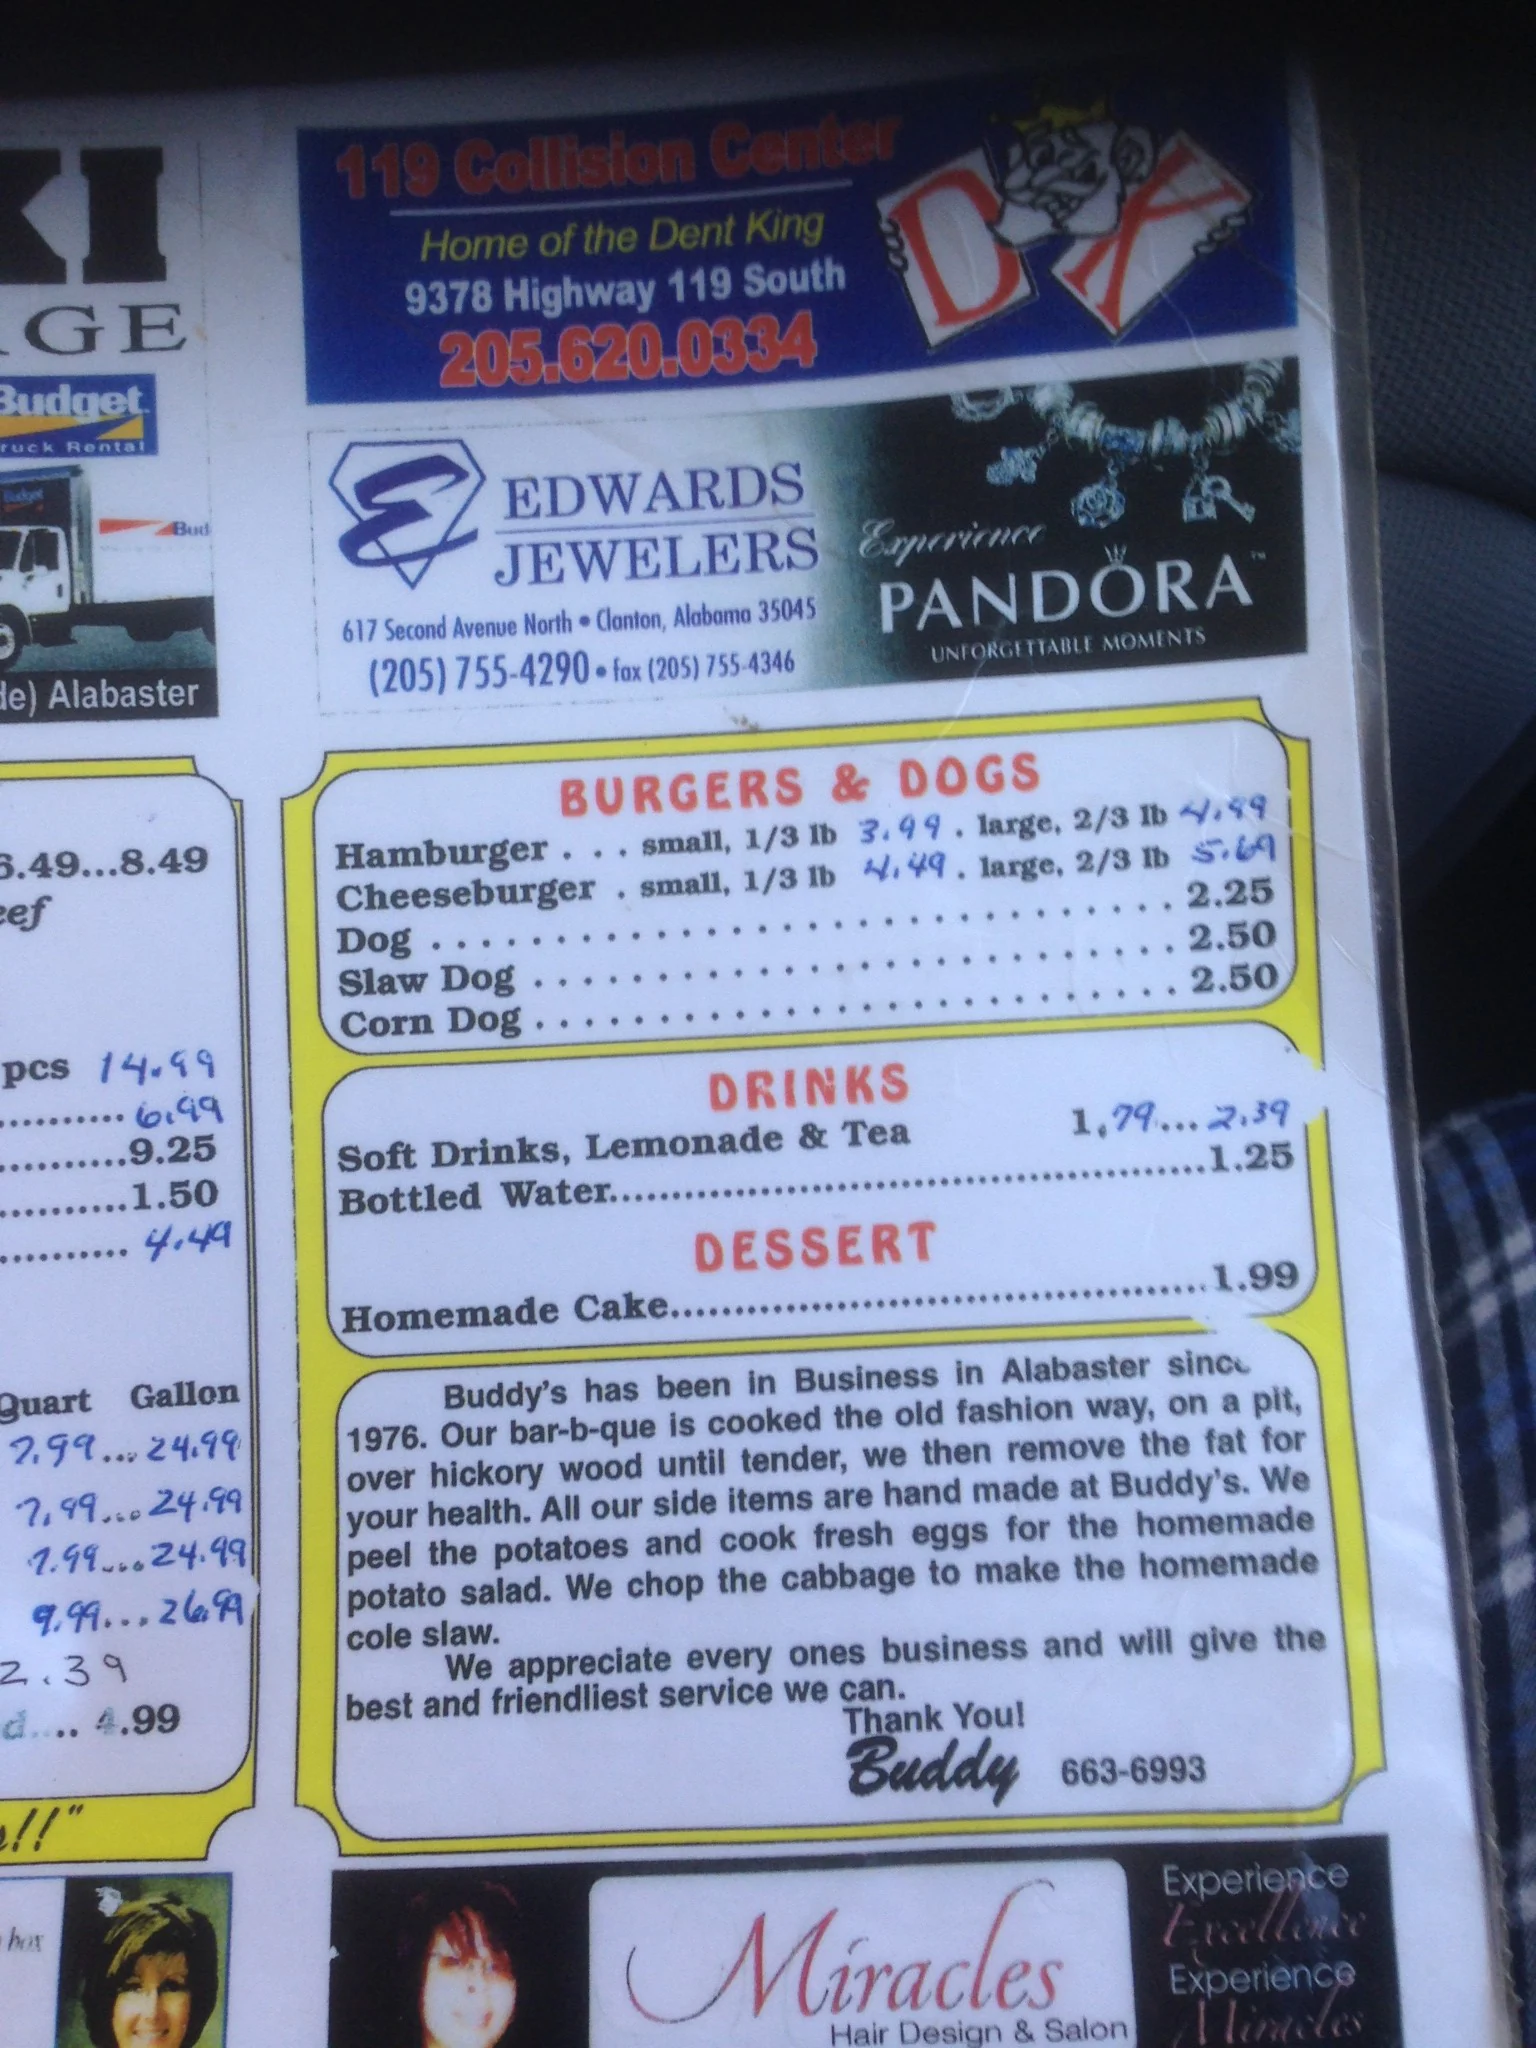 KI
AGE
Budget
Truck Rental
Budget
Bud
de) Alabaster
6.49...8.49
eef
pcs 14.99
.......... 6.99
..........9.25
..........1.50
.......... 4.49
Quart Gallon
7.99... 24.99
7.99... 24.99
7.99.... 24.99
9.99... 26.99
2.39
d.... 4.99
!!"
box
119 Collision Center
Home of the Dent King
9378 Highway 119 South
205.620.0334
DX
E EDWARDS
JEWELERS
617 Second Avenue North • Clanton, Alabama 35045
(205) 755-4290 • fax (205) 755-4346
Experience
PANDORA™
UNFORGETTABLE MOMENTS
BURGERS & DOGS
Hamburger . . . small, 1/3 lb 3.99 . large, 2/3 lb 4.99
Cheeseburger . small, 1/3 lb 4.49 . large, 2/3 lb 5.69
Dog . . . . . . . . . . . . . . . . . . . . . . . . . . 2.25
Slaw Dog . . . . . . . . . . . . . . . . . . . . . . 2.50
Corn Dog . . . . . . . . . . . . . . . . . . . . . . 2.50
DRINKS
Soft Drinks, Lemonade & Tea 1.79... 2.39
Bottled Water................................................1.25
DESSERT
Homemade Cake...........................................1.99
Buddy's has been in Business in Alabaster since
1976. Our bar-b-que is cooked the old fashion way, on a pit,
over hickory wood until tender, we then remove the fat for
your health. All our side items are hand made at Buddy's. We
peel the potatoes and cook fresh eggs for the homemade
potato salad. We chop the cabbage to make the homemade
cole slaw.
We appreciate every ones business and will give the
best and friendliest service we can.
Thank You!
Buddy 663-6993
Miracles
Hair Design & Salon
Experience
Excellence
Experience
Miracles